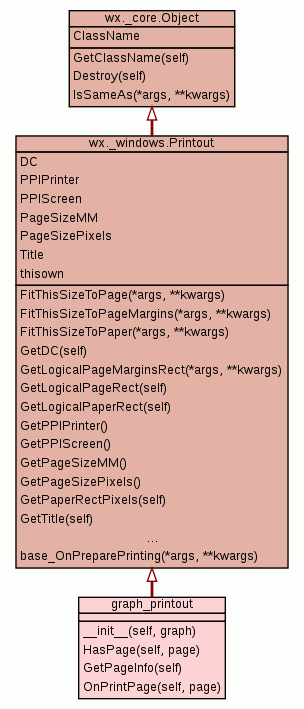 wx._core.Object
ClassName
GetClassName(self)
Destroy(self)
IsSameAs(*args, **kwargs)
wx._windows.Printout
DC
PPIPrinter
PPIScreen
PageSizeMM
PageSizePixels
Title
thisown
FitThisSizeToPage(*args, **kwargs)
FitThisSizeToPageMargins(*args, **kwargs)
FitThisSizeToPaper(*args, **kwargs)
GetDC(self)
GetLogicalPageMarginsRect(*args, **kwargs)
GetLogicalPageRect(self)
GetLogicalPaperRect(self)
GetPPIPrinter()
GetPPIScreen()
GetPageSizeMM()
GetPageSizePixels()
GetPaperRectPixels(self)
GetTitle(self)
...
base_OnPreparePrinting(*args, **kwargs)
graph_printout
__init__(self, graph)
HasPage(self, page)
GetPageInfo(self)
OnPrintPage(self, page)